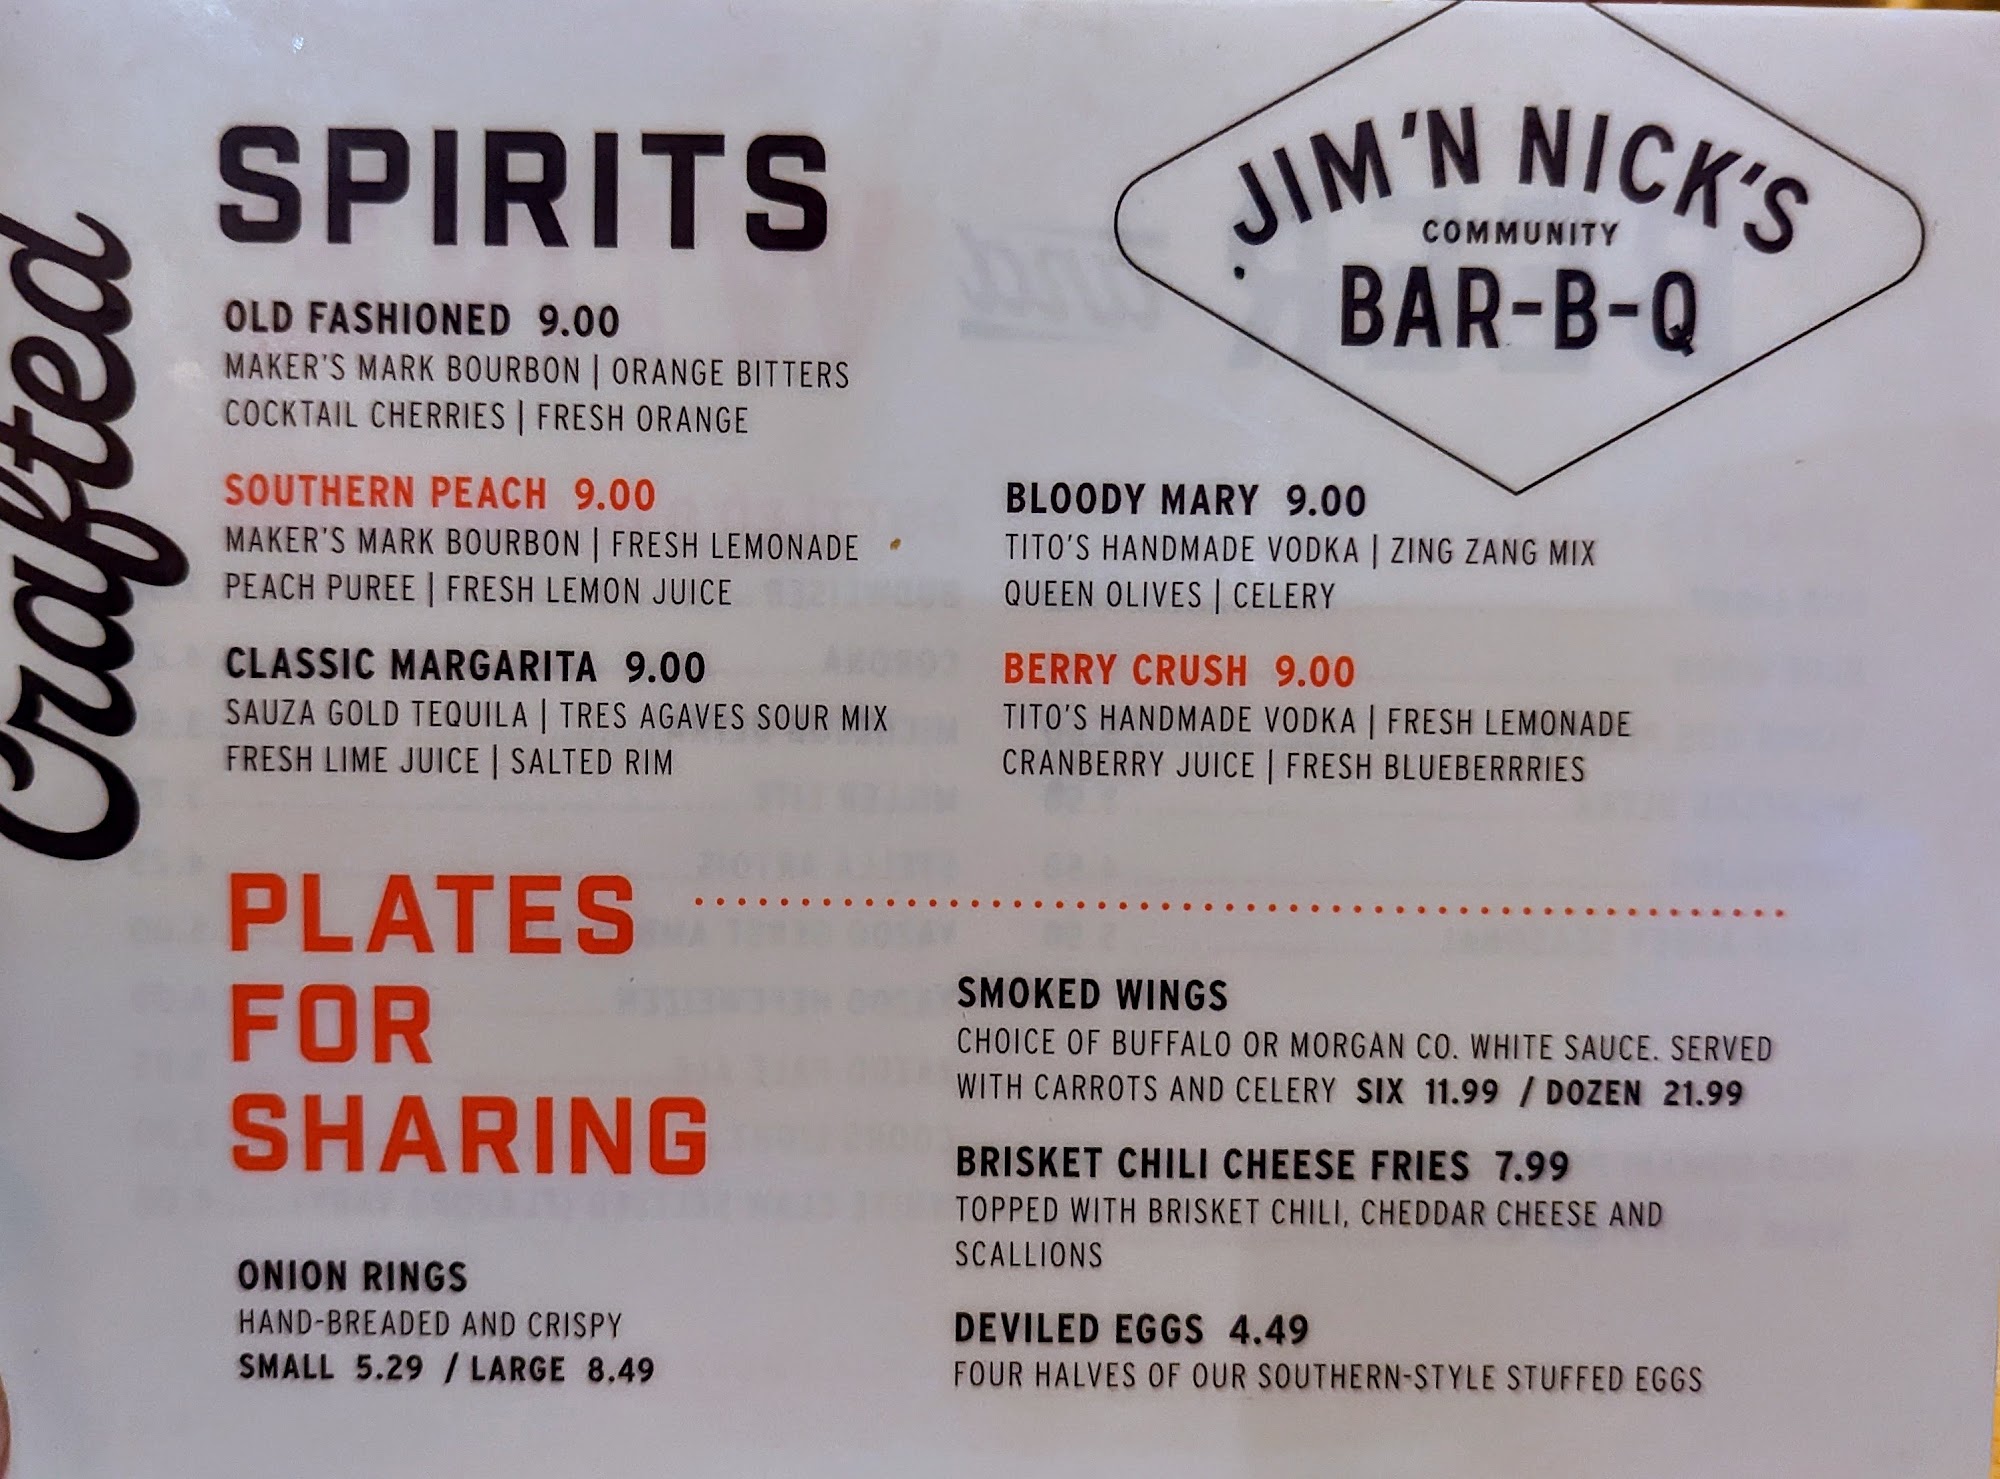 Crafted
SPIRITS
JIM 'N NICK'S
COMMUNITY
BAR-B-Q
OLD FASHIONED 9.00
MAKER'S MARK BOURBON | ORANGE BITTERS
COCKTAIL CHERRIES | FRESH ORANGE
SOUTHERN PEACH 9.00
MAKER'S MARK BOURBON | FRESH LEMONADE
PEACH PUREE | FRESH LEMON JUICE
CLASSIC MARGARITA 9.00
SAUZA GOLD TEQUILA | TRES AGAVES SOUR MIX
FRESH LIME JUICE | SALTED RIM
BLOODY MARY 9.00
TITO'S HANDMADE VODKA | ZING ZANG MIX
QUEEN OLIVES | CELERY
BERRY CRUSH 9.00
TITO'S HANDMADE VODKA | FRESH LEMONADE
CRANBERRY JUICE | FRESH BLUEBERRRIES
PLATES
FOR
SHARING
ONION RINGS
HAND-BREADED AND CRISPY
SMALL 5.29 / LARGE 8.49
SMOKED WINGS
CHOICE OF BUFFALO OR MORGAN CO. WHITE SAUCE. SERVED
WITH CARROTS AND CELERY SIX 11.99 / DOZEN 21.99
BRISKET CHILI CHEESE FRIES 7.99
TOPPED WITH BRISKET CHILI, CHEDDAR CHEESE AND
SCALLIONS
DEVILED EGGS 4.49
FOUR HALVES OF OUR SOUTHERN-STYLE STUFFED EGGS